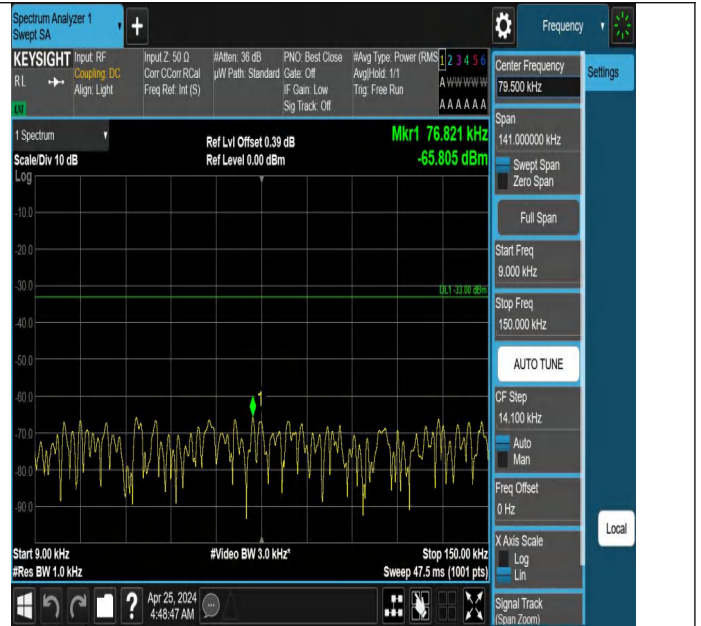 Spectrum Analyzer 1
Swept SA
+
Frequency
KEYSIGHT
Input: RF
Coupling: DC
Align: Light
Input Z: 50 Ω
Corr CCorr RCal
Freq Ref: Int (S)
#Atten: 36 dB
µW Path: Standard
PNO: Best Close
Gate: Off
IF Gain: Low
Sig Track: Off
#Avg Type: Power (RMS
Avg|Hold: 1/1
Trig: Free Run
1 2 3 4 5 6
A W W W W W
A A A A A A
RL
LXI
1 Spectrum
Scale/Div 10 dB
Log
Ref Lvl Offset 0.39 dB
Ref Level 0.00 dBm
Mkr1 76.821 kHz
-65.805 dBm
-10.0
-20.0
-30.0
DL1 -33.00 dBm
-40.0
-50.0
-60.0
1
-70.0
-80.0
-90.0
Start 9.00 kHz
#Res BW 1.0 kHz
#Video BW 3.0 kHz*
Stop 150.00 kHz
Sweep 47.5 ms (1001 pts)
Center Frequency
79.500 kHz
Settings
Span
141.000000 kHz
Swept Span
Zero Span
Full Span
Start Freq
9.000 kHz
Stop Freq
150.000 kHz
AUTO TUNE
CF Step
14.100 kHz
Auto
Man
Freq Offset
0 Hz
X Axis Scale
Log
Lin
Local
Signal Track
(Span Zoom)
?
Apr 25, 2024
4:48:47 AM